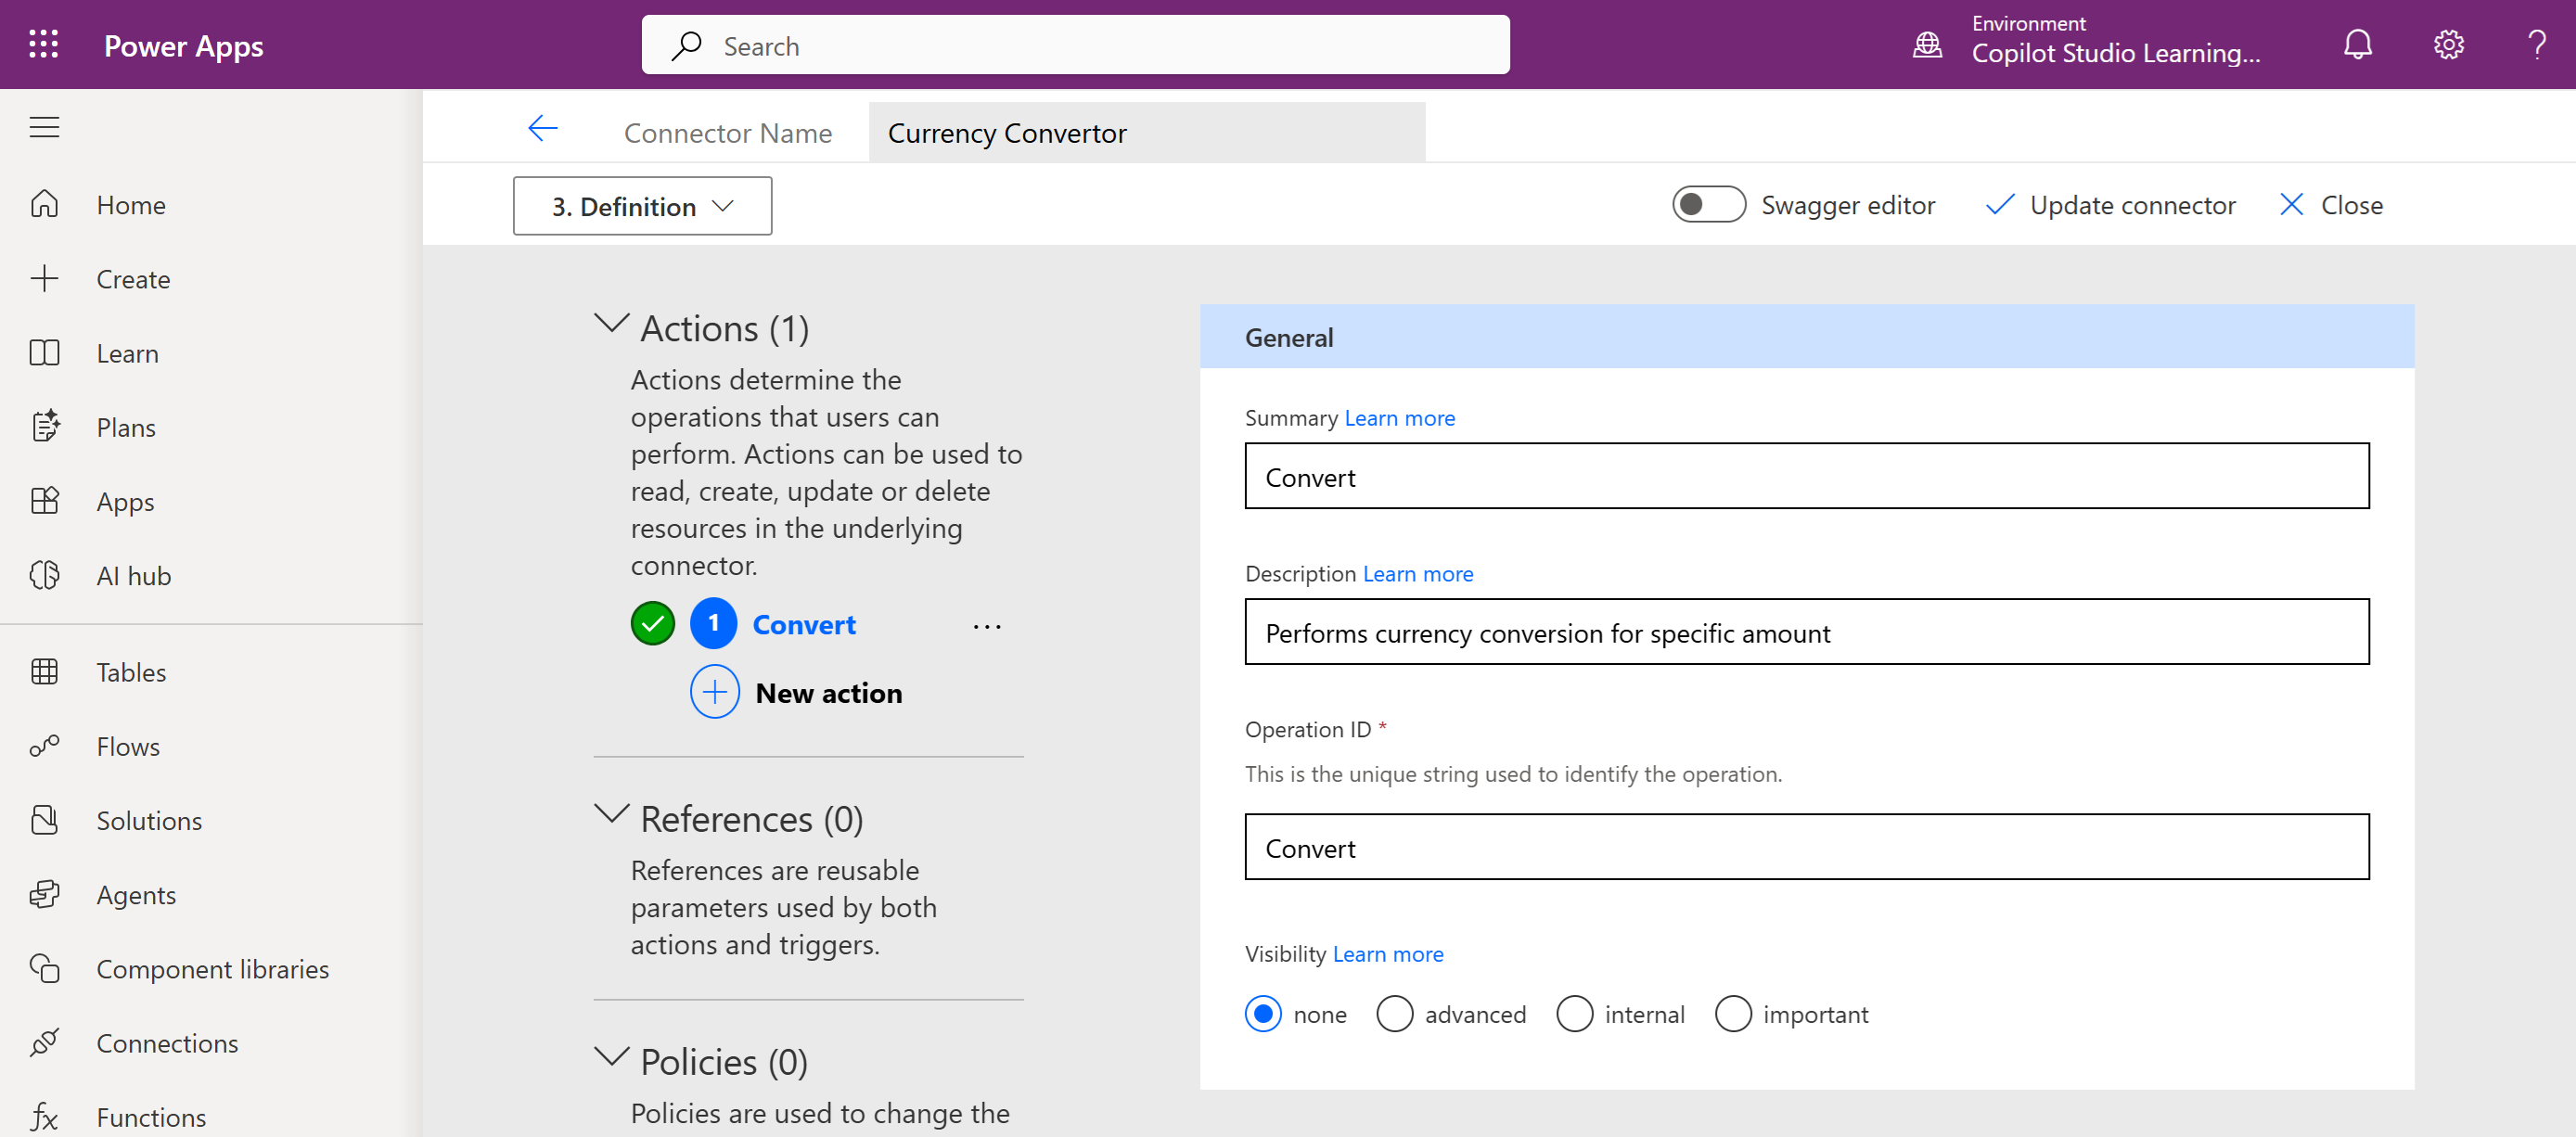 Power Apps
Search
Environment
Copilot Studio Learning...
Home
Create
Learn
Plans
Apps
AI hub
Tables
Flows
Solutions
Agents
Component libraries
Connections
Functions
Connector Name
Currency Convertor
3. Definition
Swagger editor
Update connector
Close
Actions (1)
Actions determine the
operations that users can
perform. Actions can be used to
read, create, update or delete
resources in the underlying
connector.
1 Convert ...
New action
References (0)
References are reusable
parameters used by both
actions and triggers.
Policies (0)
Policies are used to change the
General
Summary Learn more
Convert
Description Learn more
Performs currency conversion for specific amount
Operation ID *
This is the unique string used to identify the operation.
Convert
Visibility Learn more
none advanced internal important